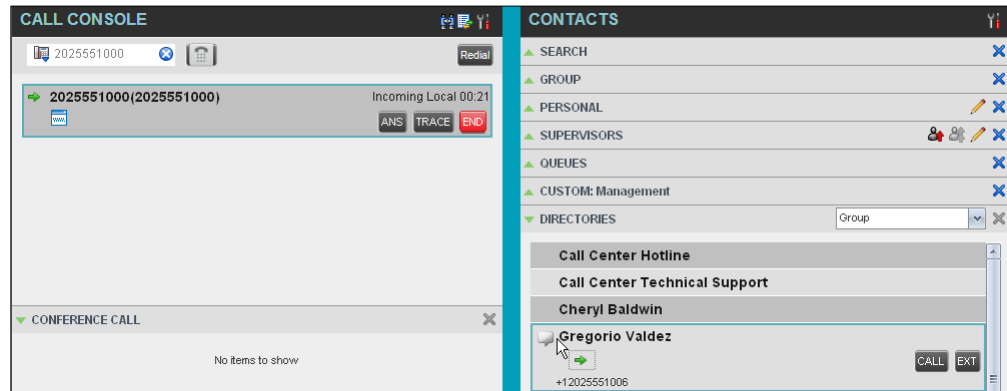 CALL CONSOLE
2025551000
Redial
2025551000(2025551000) Incoming Local 00:21
www.
ANS TRACE END
CONFERENCE CALL
No items to show
CONTACTS
SEARCH
GROUP
PERSONAL
SUPERVISORS
QUEUES
CUSTOM: Management
DIRECTORIES Group
Call Center Hotline
Call Center Technical Support
Cheryl Baldwin
Gregorio Valdez
CALL EXT
+12025551006